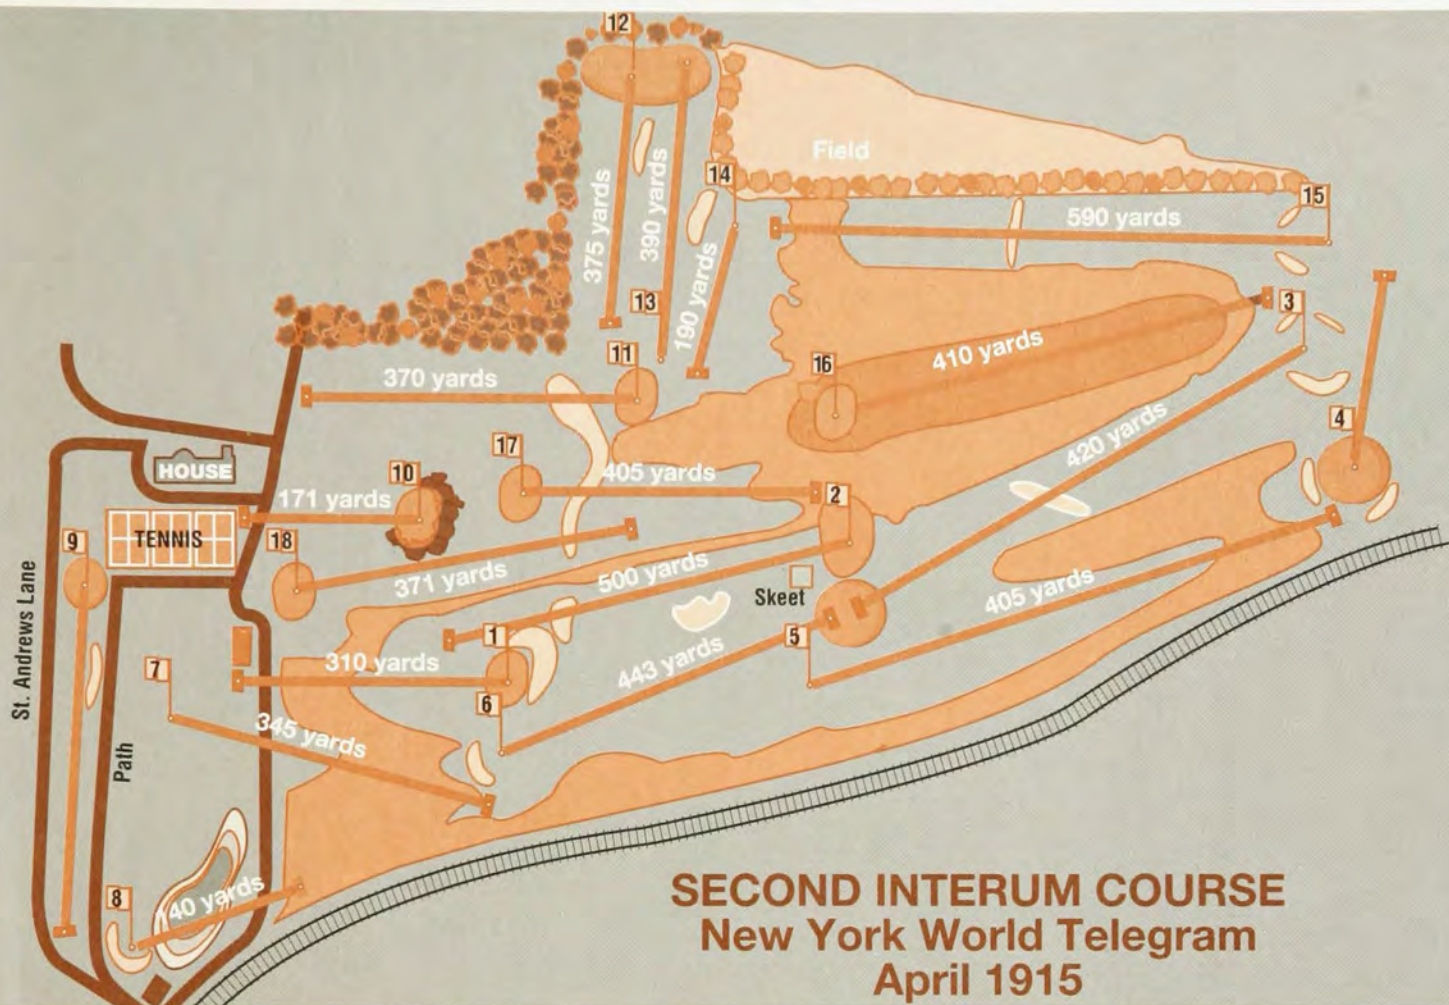 12
Field
14
15
590 yards
375 yards
390 yards
190 yards
13
3
410 yards
11
16
370 yards
4
420 yards
17
HOUSE
10
405 yards
171 yards
2
TENNIS
9
18
371 yards
500 yards
Skeet
405 yards
St. Andrews Lane
1
5
7
310 yards
443 yards
6
345 yards
Path
8
140 yards
SECOND INTERUM COURSE
New York World Telegram
April 1915